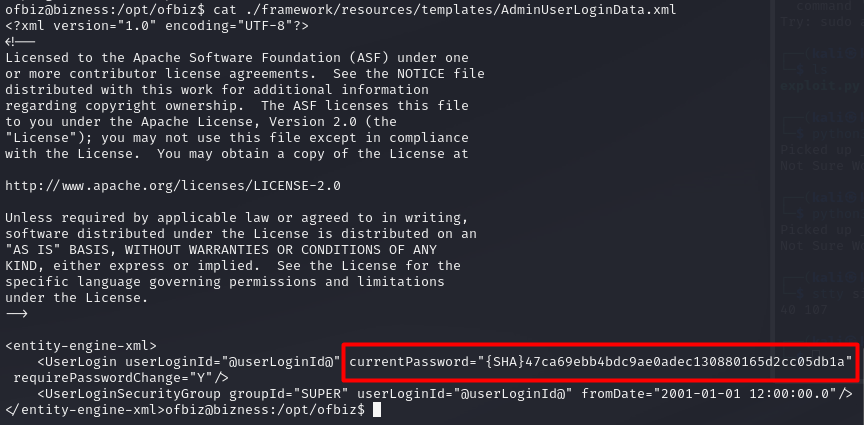 ofbiz@bizness:/opt/ofbiz$ cat ./framework/resources/templates/AdminUserLoginData.xml
<?xml version="1.0" encoding="UTF-8"?>
<!--
Licensed to the Apache Software Foundation (ASF) under one
or more contributor license agreements.  See the NOTICE file
distributed with this work for additional information
regarding copyright ownership.  The ASF licenses this file
to you under the Apache License, Version 2.0 (the
"License"); you may not use this file except in compliance
with the License.  You may obtain a copy of the License at

http://www.apache.org/licenses/LICENSE-2.0

Unless required by applicable law or agreed to in writing,
software distributed under the License is distributed on an
"AS IS" BASIS, WITHOUT WARRANTIES OR CONDITIONS OF ANY
KIND, either express or implied.  See the License for the
specific language governing permissions and limitations
under the License.
-->

<entity-engine-xml>
    <UserLogin userLoginId="@userLoginId@" currentPassword="{SHA}47ca69ebb4bdc9ae0adec130880165d2cc05db1a"
 requirePasswordChange="Y"/>
    <UserLoginSecurityGroup groupId="SUPER" userLoginId="@userLoginId@" fromDate="2001-01-01 12:00:00.0"/>
</entity-engine-xml>ofbiz@bizness:/opt/ofbiz$
command
Try: sudo
exploit.py
Picked up
Not Sure
Picked up
Not Sure